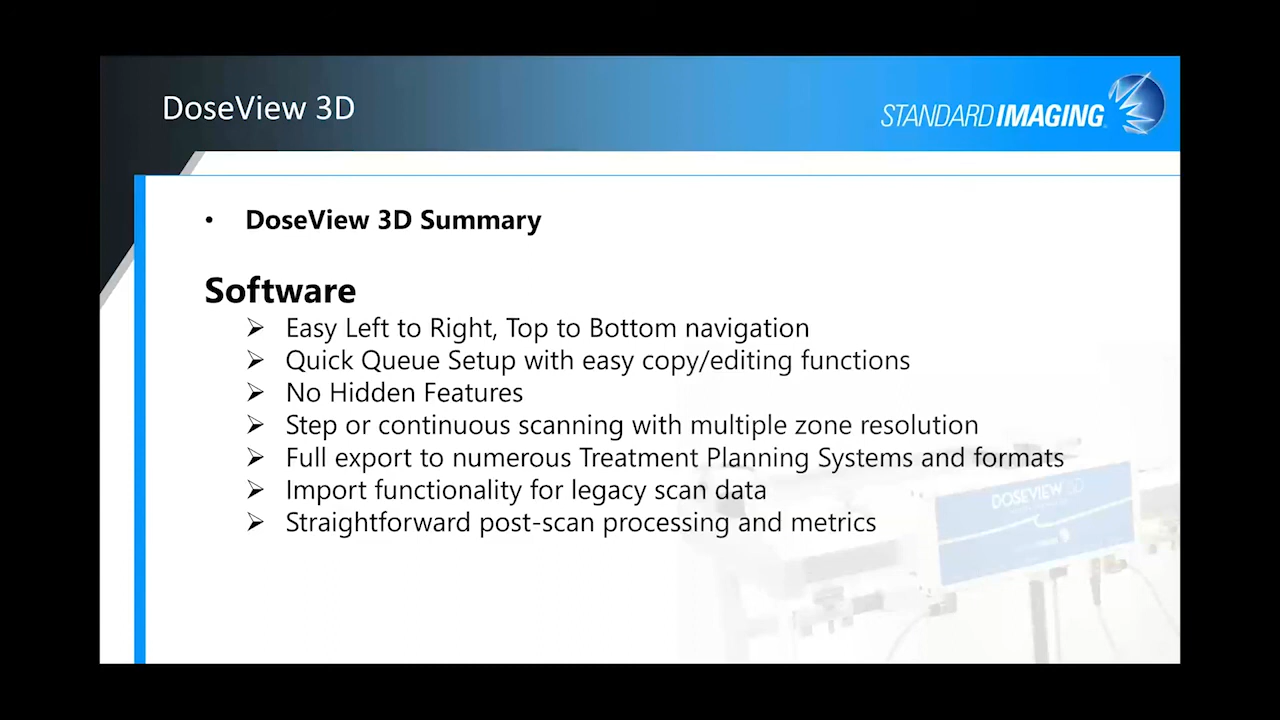 DoseView 3D
STANDARD IMAGING
• DoseView 3D Summary
Software
➢ Easy Left to Right, Top to Bottom navigation
➢ Quick Queue Setup with easy copy/editing functions
➢ No Hidden Features
➢ Step or continuous scanning with multiple zone resolution
➢ Full export to numerous Treatment Planning Systems and formats
➢ Import functionality for legacy scan data
DOSEVIEW 3D
➢ Straightforward post-scan processing and metrics